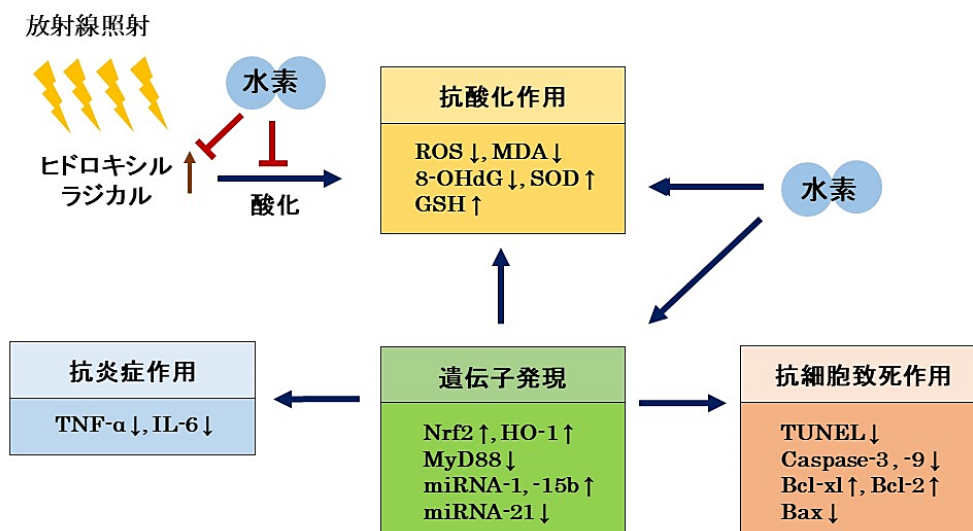 放射線照射
水素
ヒドロキシル
ラジカル
酸化
抗酸化作用
ROS↓, MDA↓
8-OHdG↓, SOD↑
GSH↑
水素
抗炎症作用
TNF-α↓, IL-6↓
遺伝子発現
Nrf2↑, HO-1↑
MyD88↓
miRNA-1, -15b↑
miRNA-21↓
抗細胞致死作用
TUNEL↓
Caspase-3, -9↓
Bcl-xl↑, Bcl-2↑
Bax↓